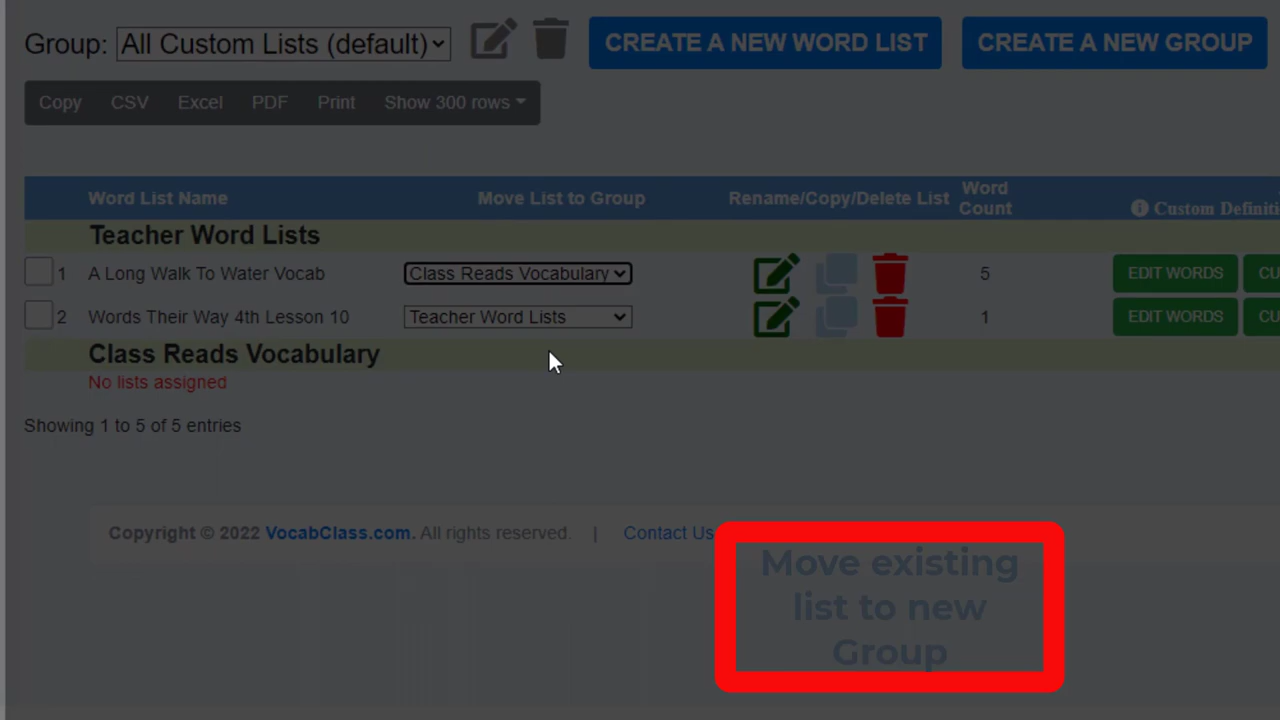 Group: All Custom Lists (default) CREATE A NEW WORD LIST CREATE A NEW GROUP
Copy CSV Excel PDF Print Show 300 rows
Word List Name Move List to Group Rename/Copy/Delete List Word Count Custom Definiti
Teacher Word Lists
1 A Long Walk To Water Vocab Class Reads Vocabulary 5 EDIT WORDS CU
2 Words Their Way 4th Lesson 10 Teacher Word Lists 1 EDIT WORDS CU
Class Reads Vocabulary
No lists assigned
Showing 1 to 5 of 5 entries
Copyright © 2022 VocabClass.com. All rights reserved. | Contact Us
Move existing
list to new
Group